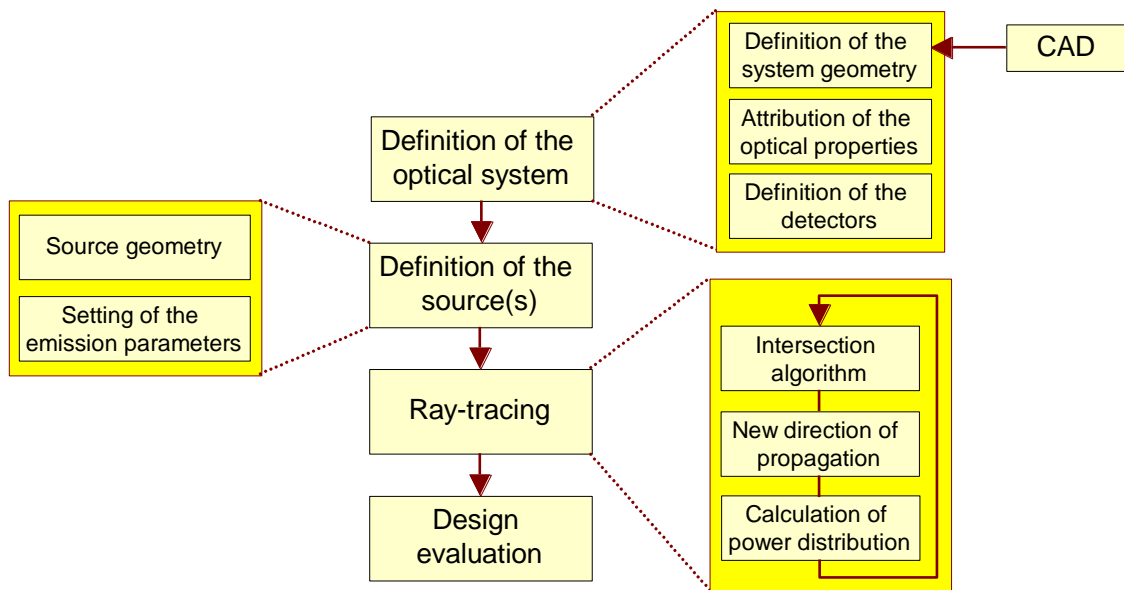 Definition of the
system geometry
CAD
Attribution of the
optical properties
Definition of the
detectors
Definition of the
optical system
Source geometry
Setting of the
emission parameters
Definition of the
source(s)
Ray-tracing
Intersection
algorithm
New direction of
propagation
Calculation of
power distribution
Design
evaluation